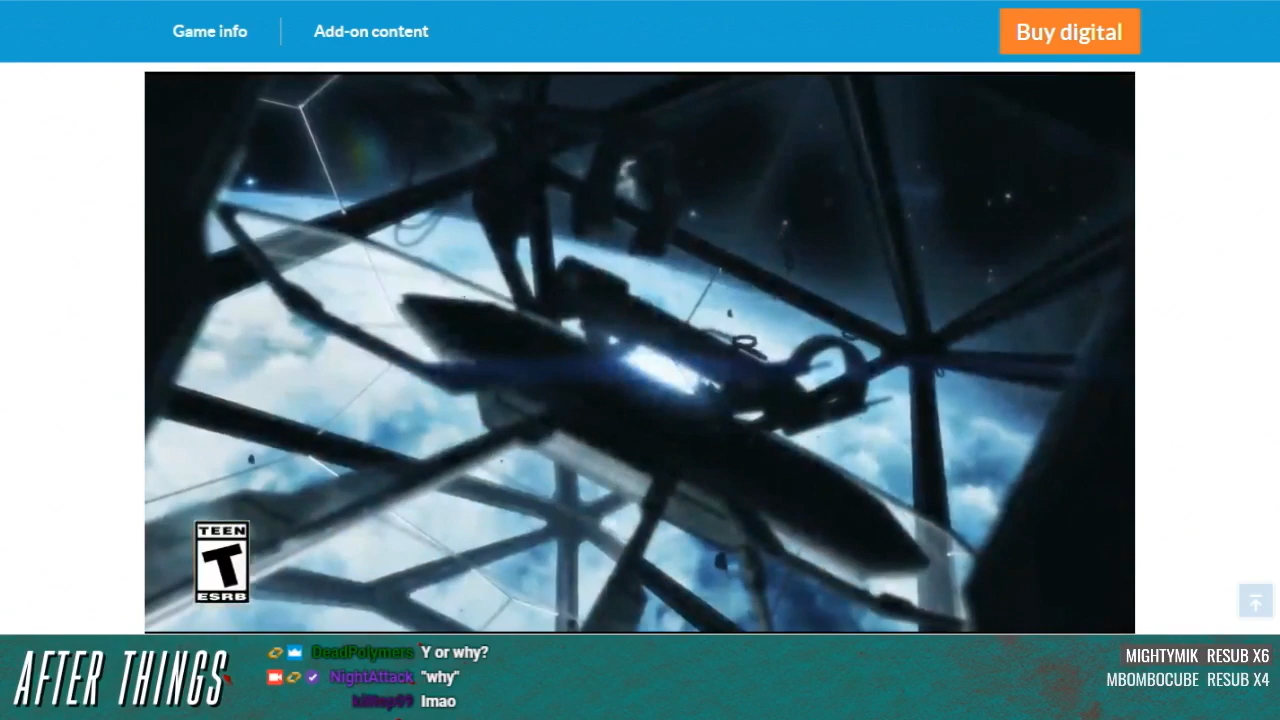 Game info
Add-on content
Buy digital
TEEN
T
ESRB
AFTER THINGS
DeadPolymers Y or why?
NightAttack "why"
lmao
MIGHTYMIK RESUB X6
MBOMBOCUBE RESUB X4